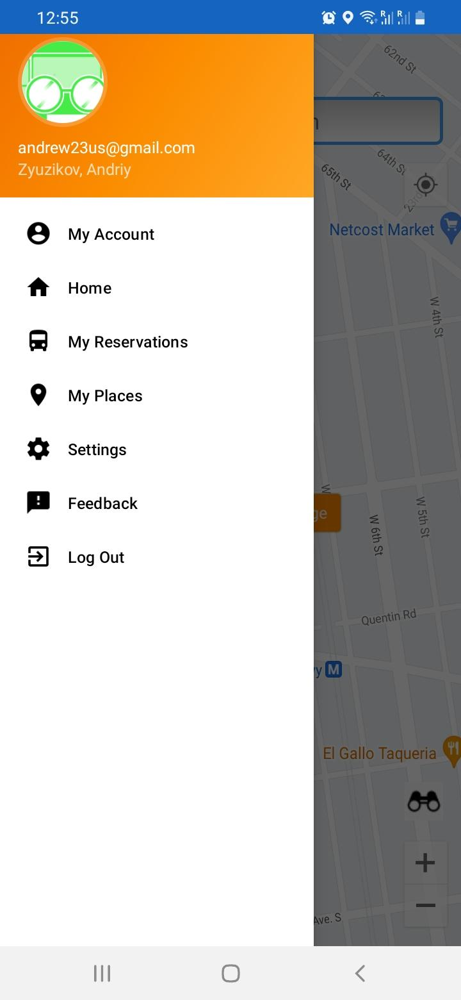 12:55
R R
andrew23us@gmail.com
Zyuzikov, Andriy
My Account
Home
My Reservations
My Places
Settings
Feedback
Log Out
62nd St
64th St
65th St
Netcost Market
W 4th St
W
ge
W 5th St
W 6th St
Quentin Rd
M
El Gallo Taqueria
Ave. S